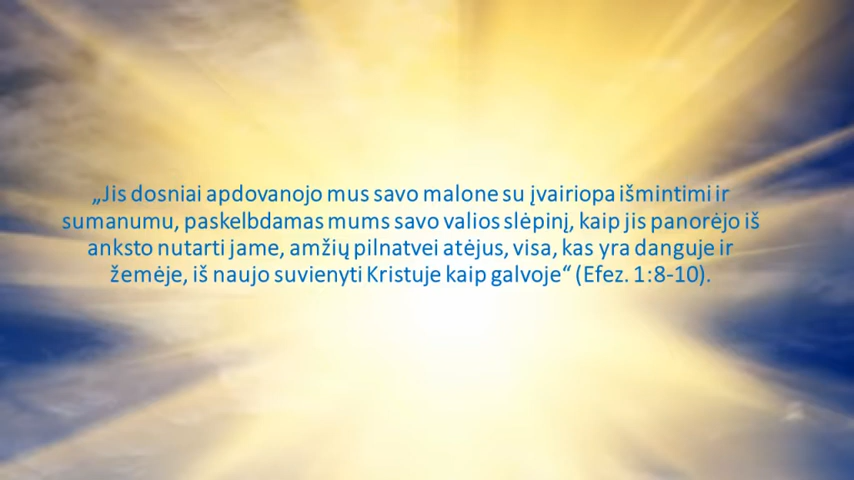 „Jis dosniai apdovanojo mus savo malone su įvairiopa išmintimi ir
sumanumu, paskelbdamas mums savo valios slėpinį, kaip jis panorėjo iš
anksto nutarti jame, amžių pilnatvei atėjus, visa, kas yra danguje ir
žemėje, iš naujo suvienyti Kristuje kaip galvoje“ (Efez. 1:8-10).